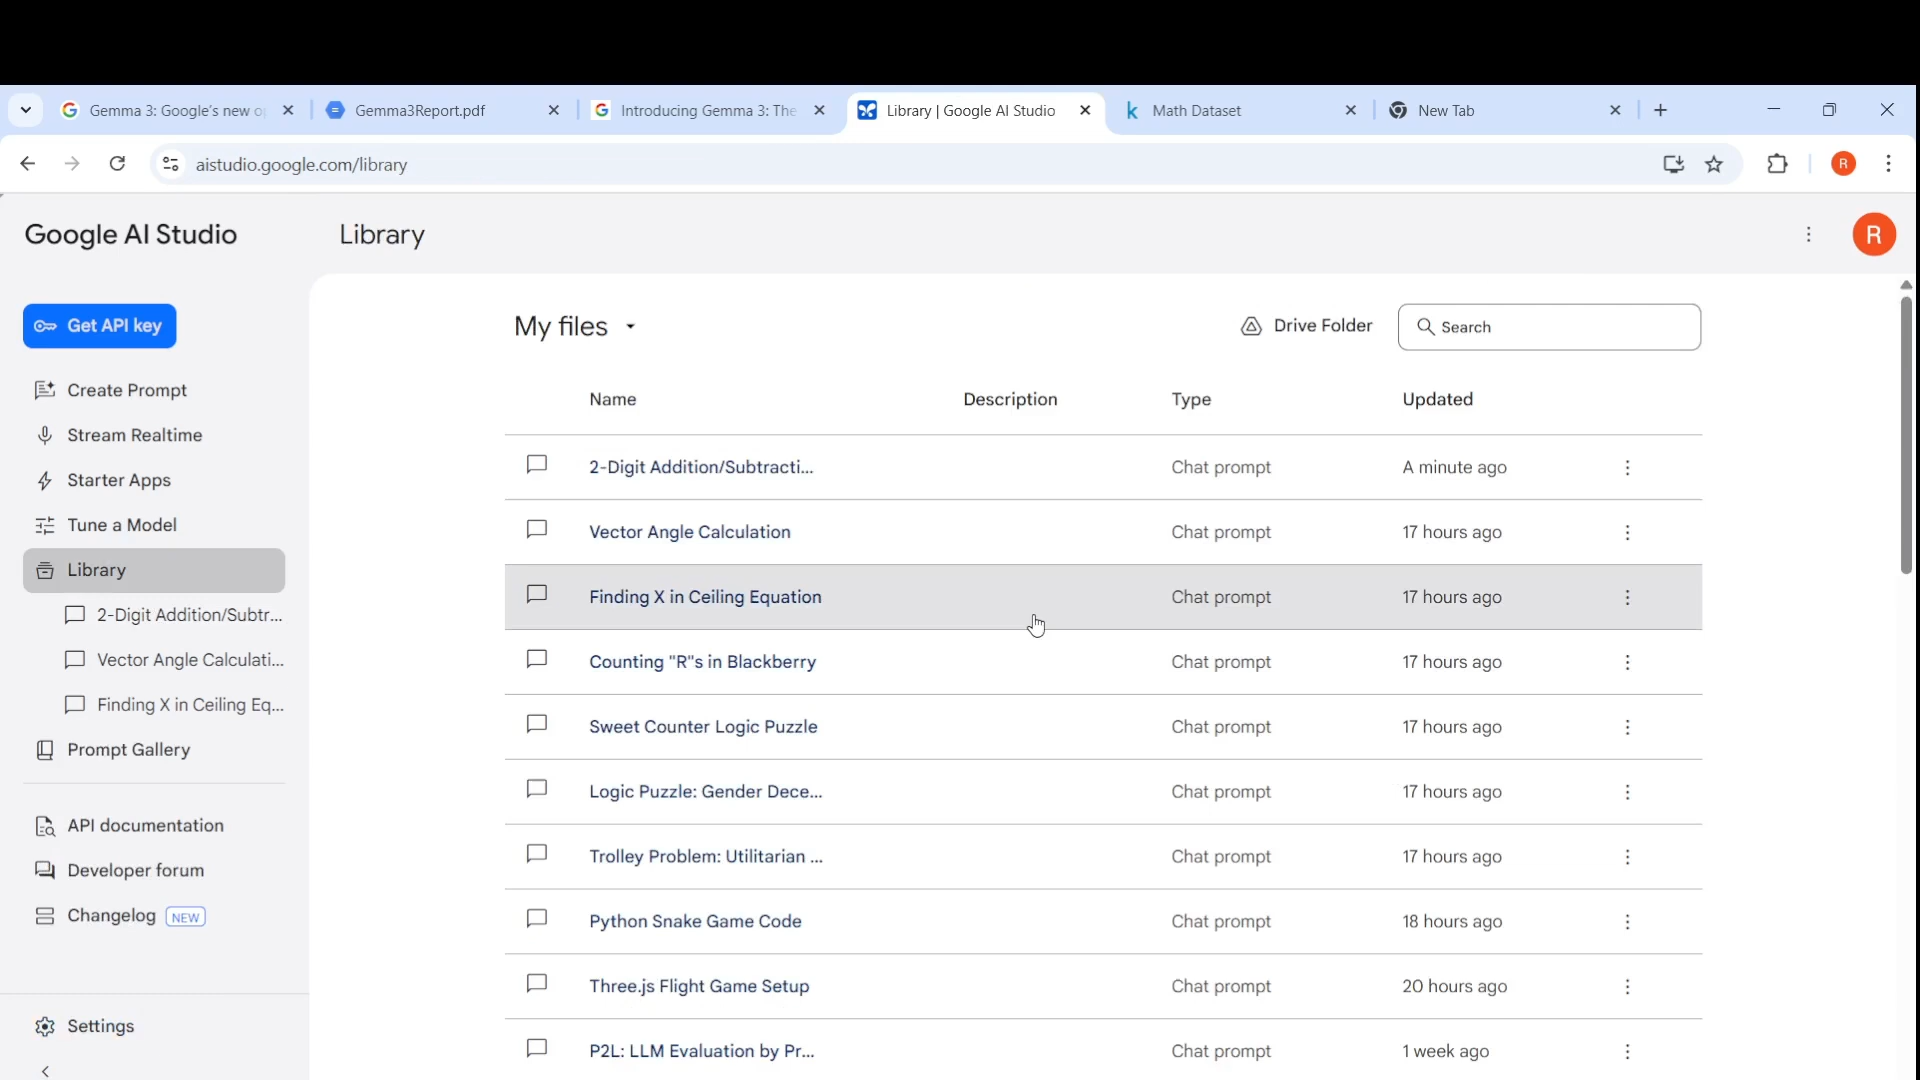 Gemma 3: Google's new o
Gemma3Report.pdf
Introducing Gemma 3: The
Library | Google AI Studio
Math Dataset
New Tab
aistudio.google.com/library
R
Google AI Studio
Library
R
Get API key
My files
Drive Folder
Search
Create Prompt
Name
Description
Type
Updated
Stream Realtime
2-Digit Addition/Subtracti...
Chat prompt
A minute ago
Starter Apps
Vector Angle Calculation
Chat prompt
17 hours ago
Tune a Model
Library
Finding X in Ceiling Equation
Chat prompt
17 hours ago
2-Digit Addition/Subtr...
Vector Angle Calculati...
Counting "R"s in Blackberry
Chat prompt
17 hours ago
Finding X in Ceiling Eq...
Sweet Counter Logic Puzzle
Chat prompt
17 hours ago
Prompt Gallery
Logic Puzzle: Gender Dece...
Chat prompt
17 hours ago
API documentation
Trolley Problem: Utilitarian ...
Chat prompt
17 hours ago
Developer forum
Changelog NEW
Python Snake Game Code
Chat prompt
18 hours ago
Three.js Flight Game Setup
Chat prompt
20 hours ago
Settings
P2L: LLM Evaluation by Pr...
Chat prompt
1 week ago